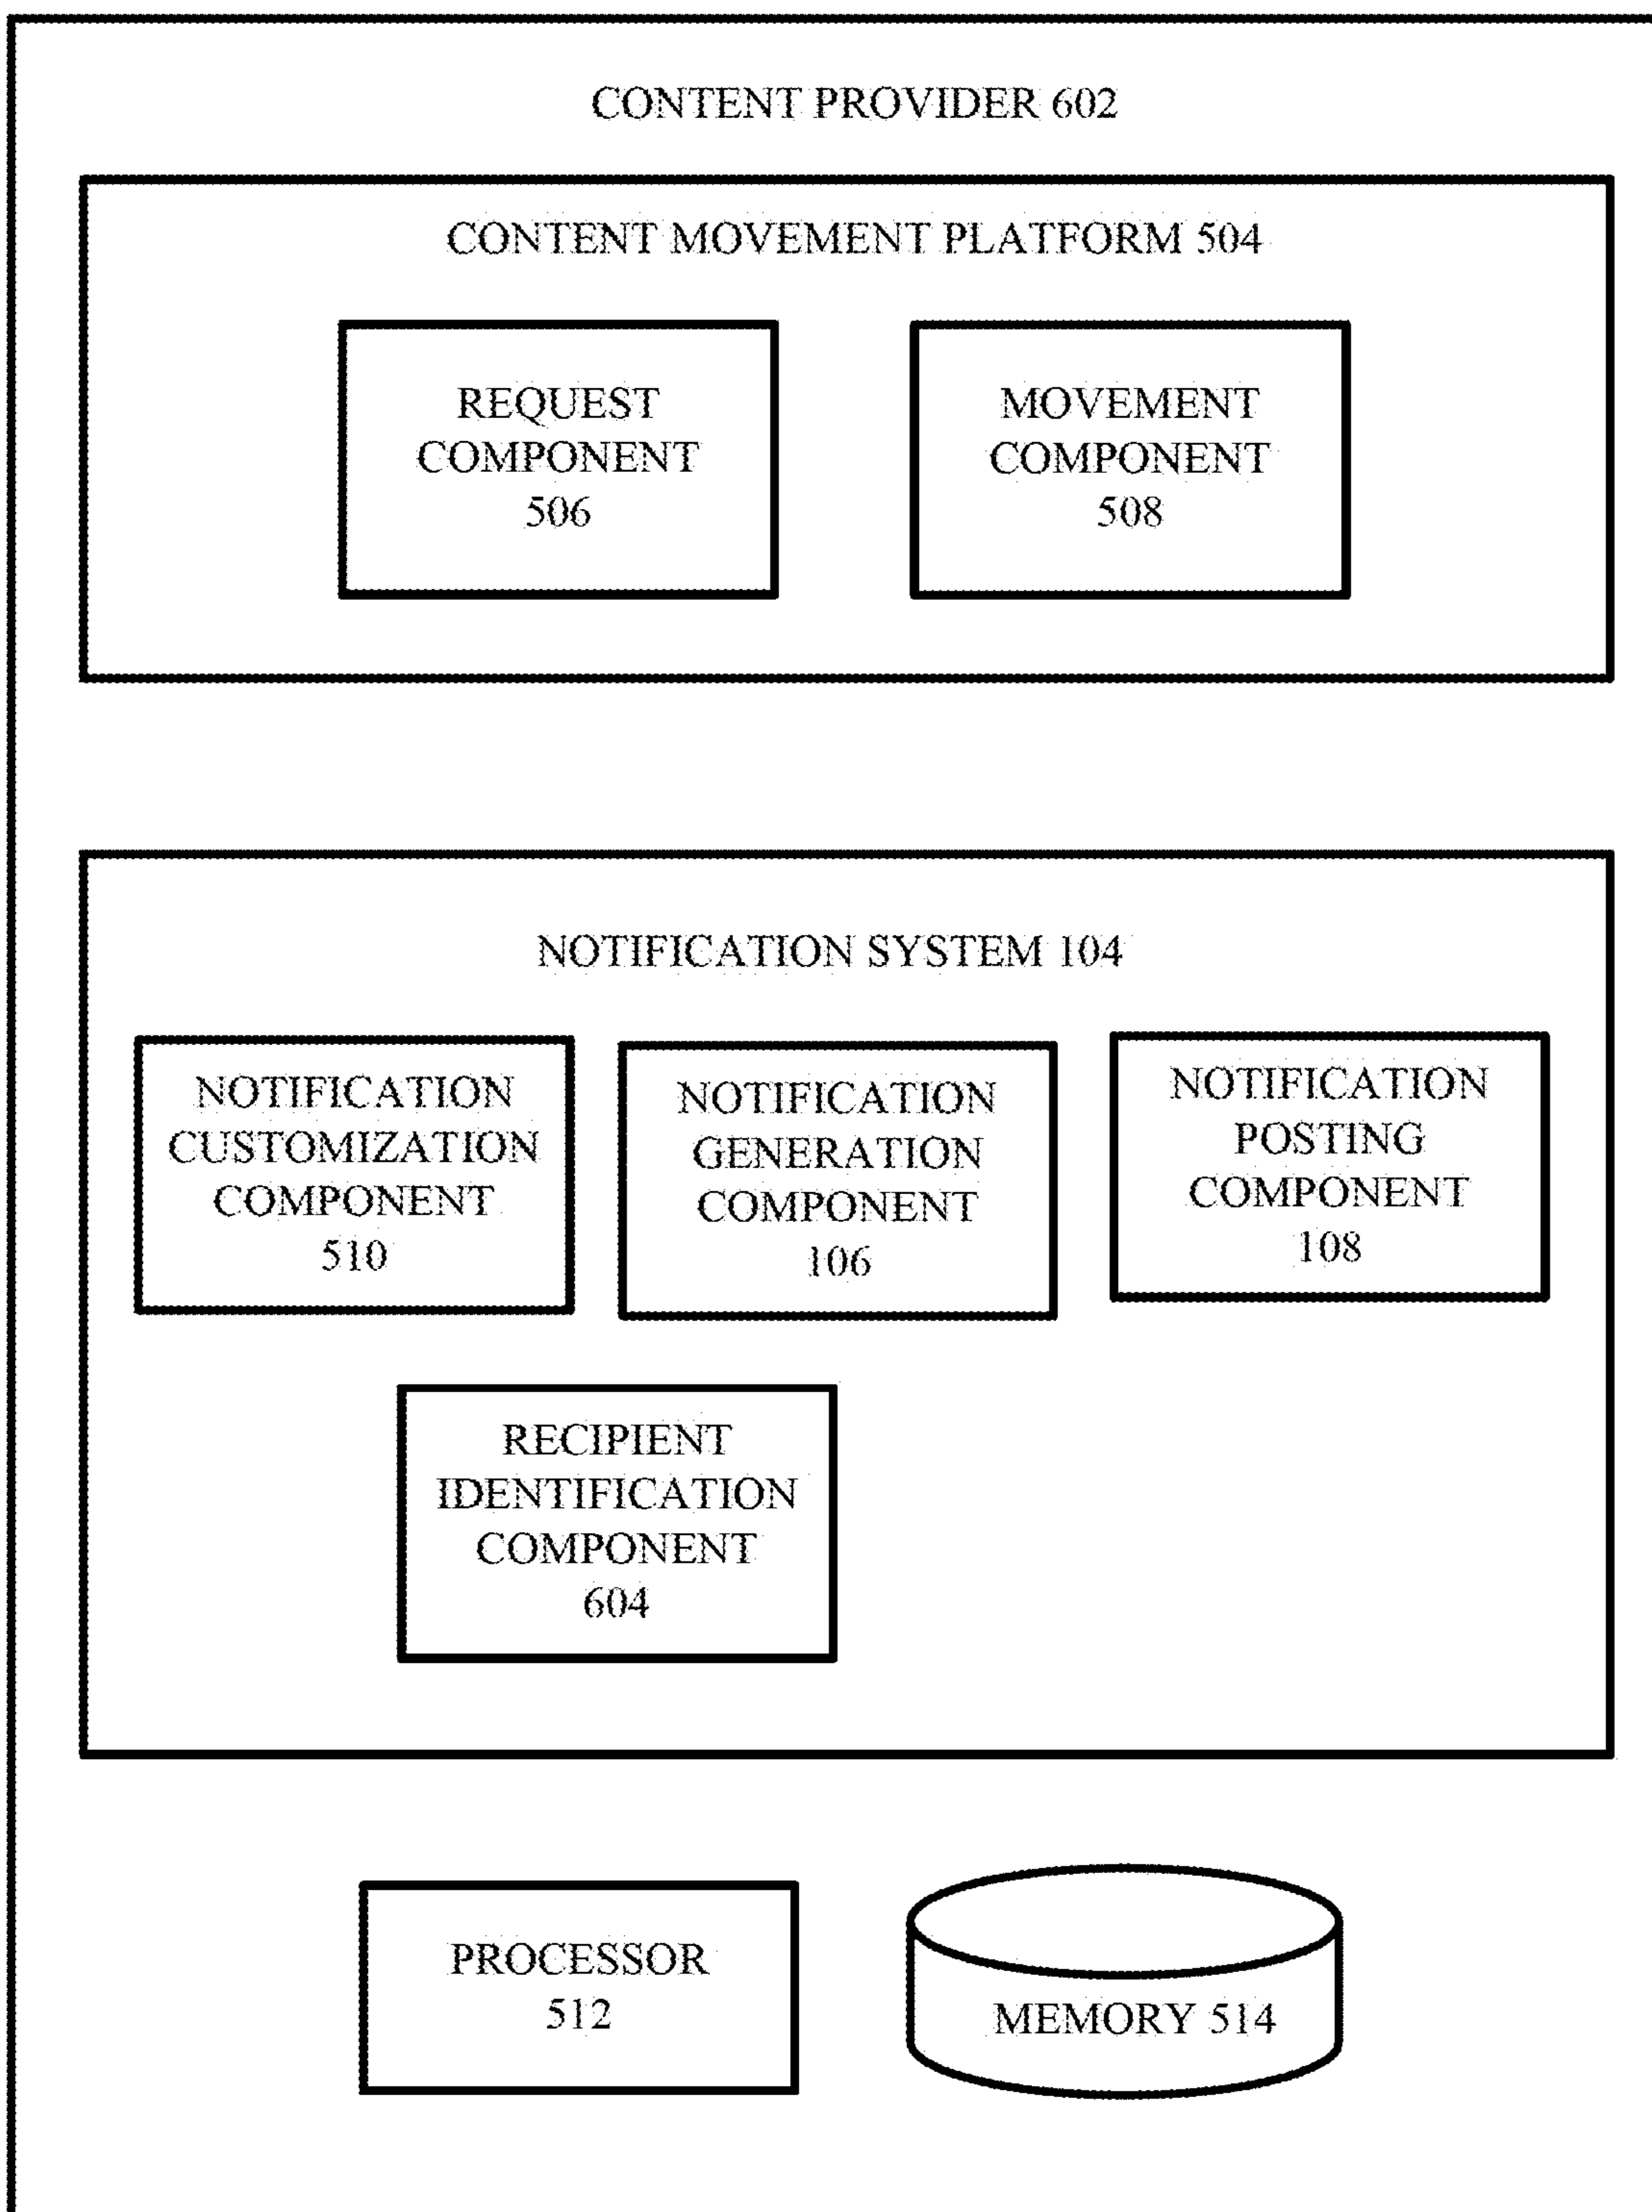 CONTENT PROVIDER 602
CONTENT MOVEMENT PLATFORM 504
REQUEST
COMPONENT
506
MOVEMENT
COMPONENT
508
NOTIFICATION SYSTEM 104
NOTIFICATION
CUSTOMIZATION
COMPONENT
510
NOTIFICATION
GENERATION
COMPONENT
106
NOTIFICATION
POSTING
COMPONENT
108
RECIPIENT
IDENTIFICATION
COMPONENT
604
PROCESSOR
512
MEMORY 514